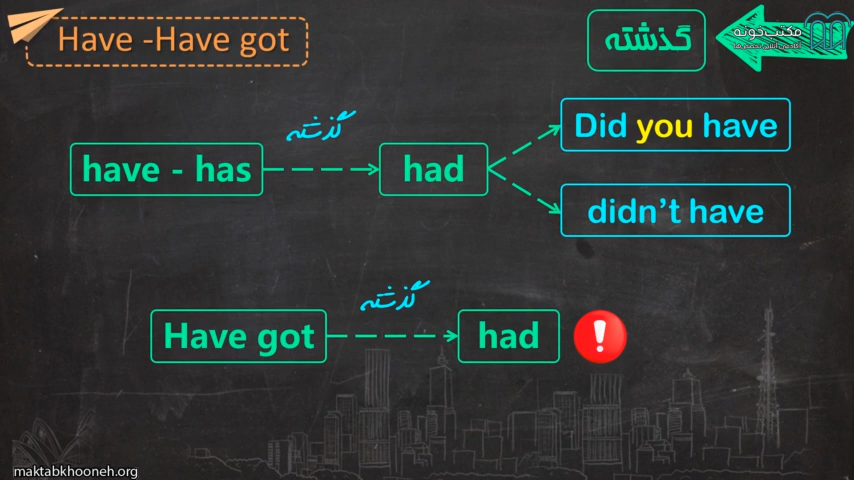 Have -Have got
گذشته
مکتب‌خونه
have - has
گذشته
had
Did you have
didn't have
Have got
گذشته
had
!
maktabkhooneh.org